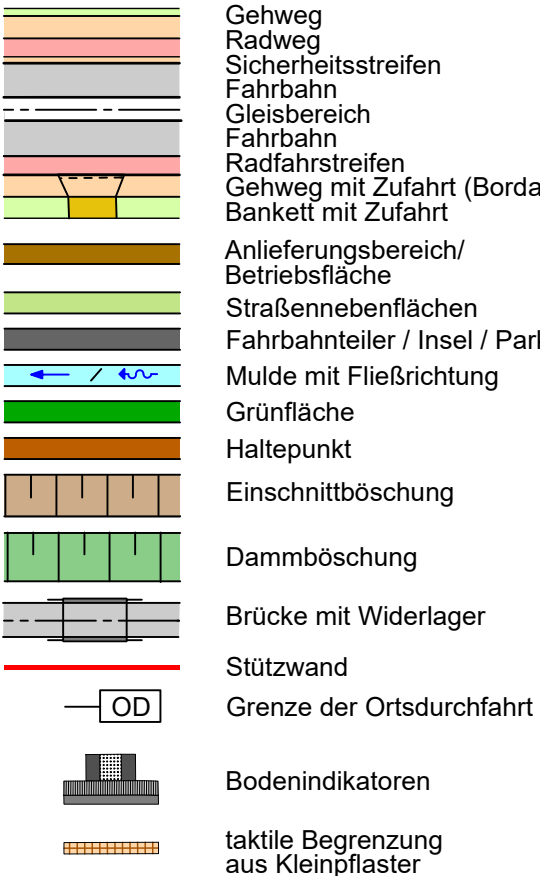 Gehweg
Radweg
Sicherheitsstreifen
Fahrbahn
Gleisbereich
Fahrbahn
Radfahrstreifen
Gehweg mit Zufahrt (Borda
Bankett mit Zufahrt
Anlieferungsbereich/
Betriebsfläche
Straßennebenflächen
Fahrbahnteiler / Insel / Park
/
Mulde mit Fließrichtung
Grünfläche
Haltepunkt
Einschnittböschung
Dammböschung
Brücke mit Widerlager
Stützwand
OD
Grenze der Ortsdurchfahrt
Bodenindikatoren
taktile Begrenzung
aus Kleinpflaster